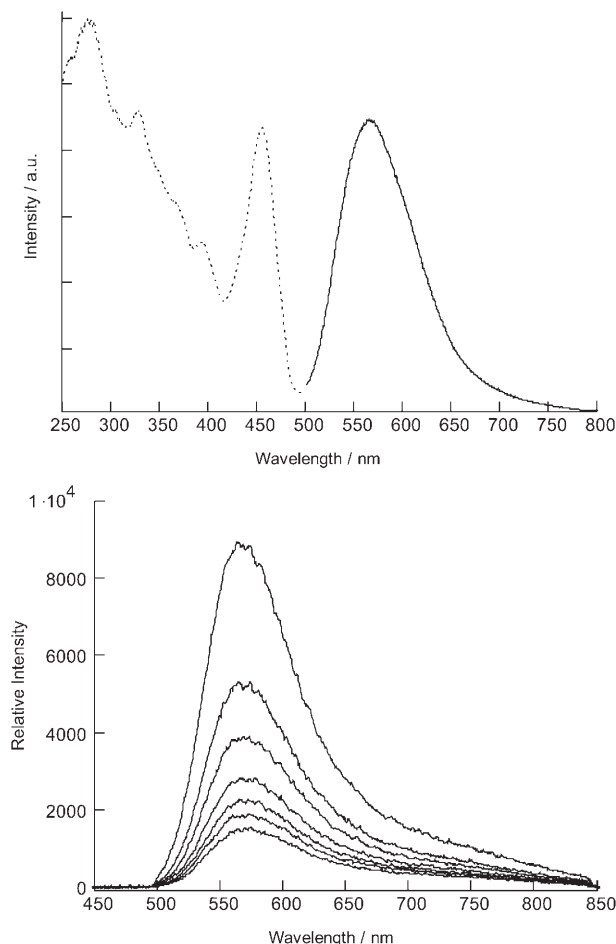 Intensity / a.u.
250 300 350 400 450 500 550 600 650 700 750 800
Wavelength / nm
1·10⁴
8000
6000
4000
2000
0
Relative Intensity
450 500 550 600 650 700 750 800 850
Wavelength / nm